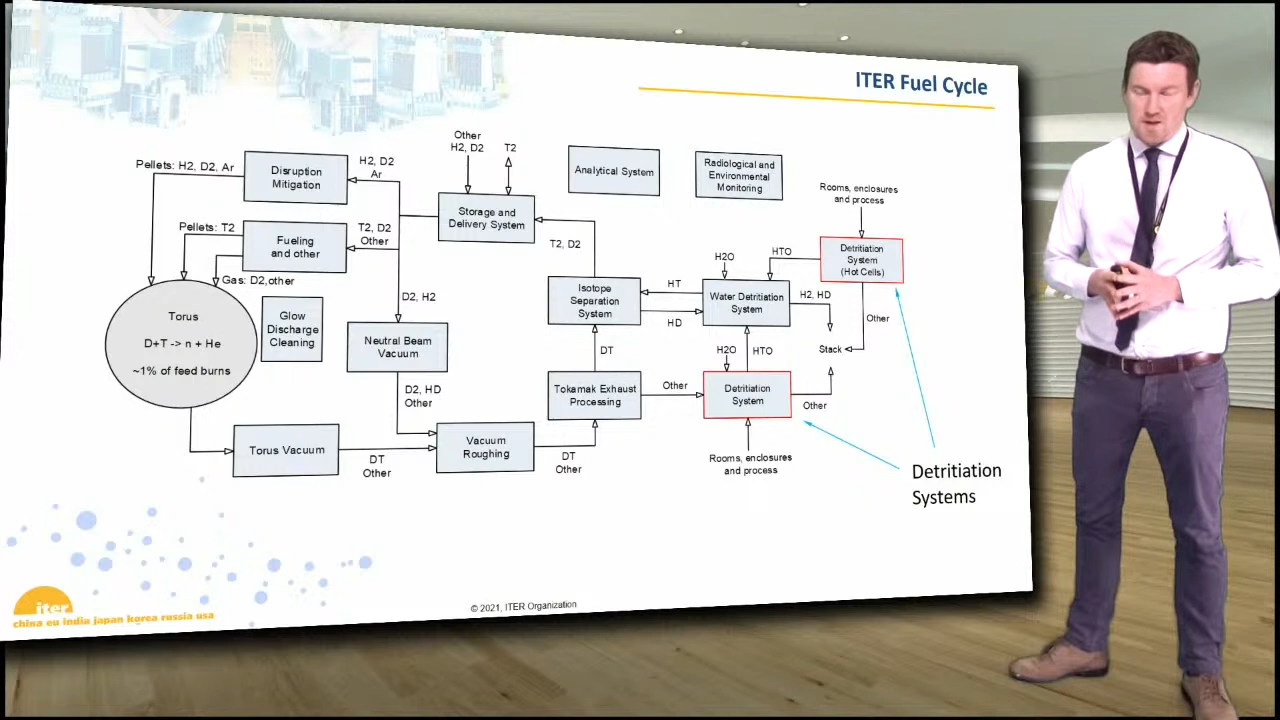 ITER Fuel Cycle
Other
H2, D2
T2
Pellets: H2, D2, Ar
Disruption
Mitigation
H2, D2
Ar
Analytical System
Radiological and
Environmental
Monitoring
Rooms, enclosures
and process
Storage and
Delivery System
Pellets: T2
Fueling
and other
T2, D2
Other
T2, D2
Gas: D2,other
H2O
HTO
Detritiation
System
(Hot Cells)
Torus
D+T -> n + He
~1% of feed burns
Glow
Discharge
Cleaning
D2, H2
Isotope
Separation
System
HT
HD
Water Detritiation
System
H2, HD
Other
Neutral Beam
Vacuum
DT
H2O
HTO
Stack
D2, HD
Other
Tokamak Exhaust
Processing
Other
Detritiation
System
Other
Torus Vacuum
DT
Other
Vacuum
Roughing
DT
Other
Rooms, enclosures
and process
Detritiation
Systems
iter
china eu india japan korea russia usa
© 2021, ITER Organization